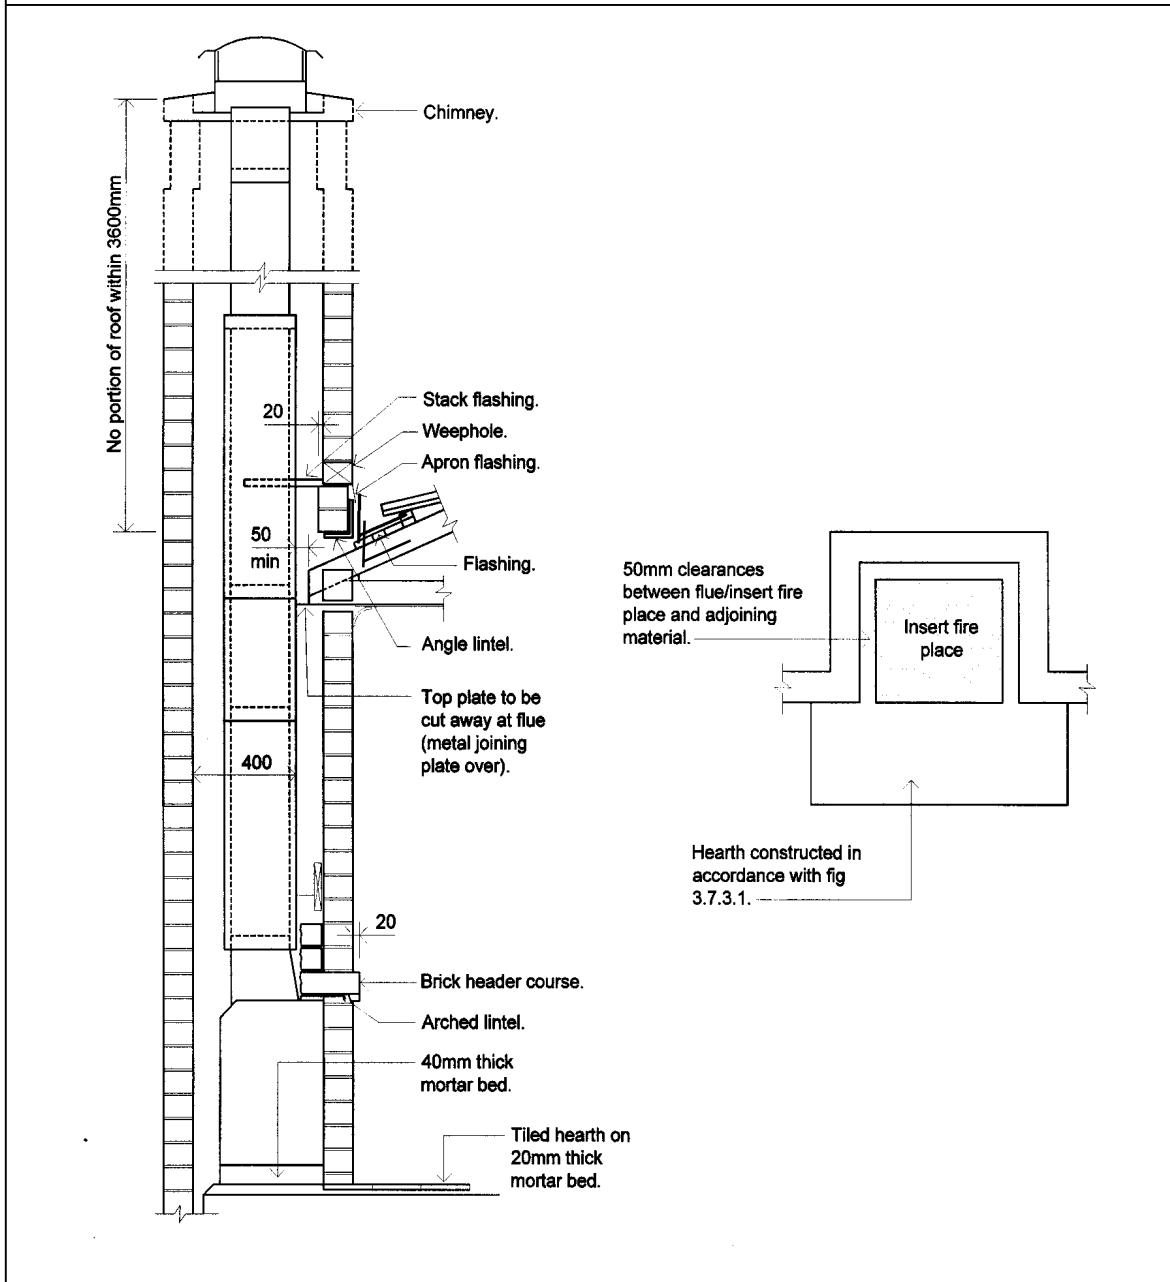 Chimney.
No portion of roof within 3600mm
Stack flashing.
20
Weephole.
Apron flashing.
50
min
Flashing.
Angle lintel.
Top plate to be
cut away at flue
(metal joining
plate over).
400
20
Brick header course.
Arched lintel.
40mm thick
mortar bed.
Tiled hearth on
20mm thick
mortar bed.
50mm clearances
between flue/insert fire
place and adjoining
material.
Insert fire
place
Hearth constructed in
accordance with fig
3.7.3.1.